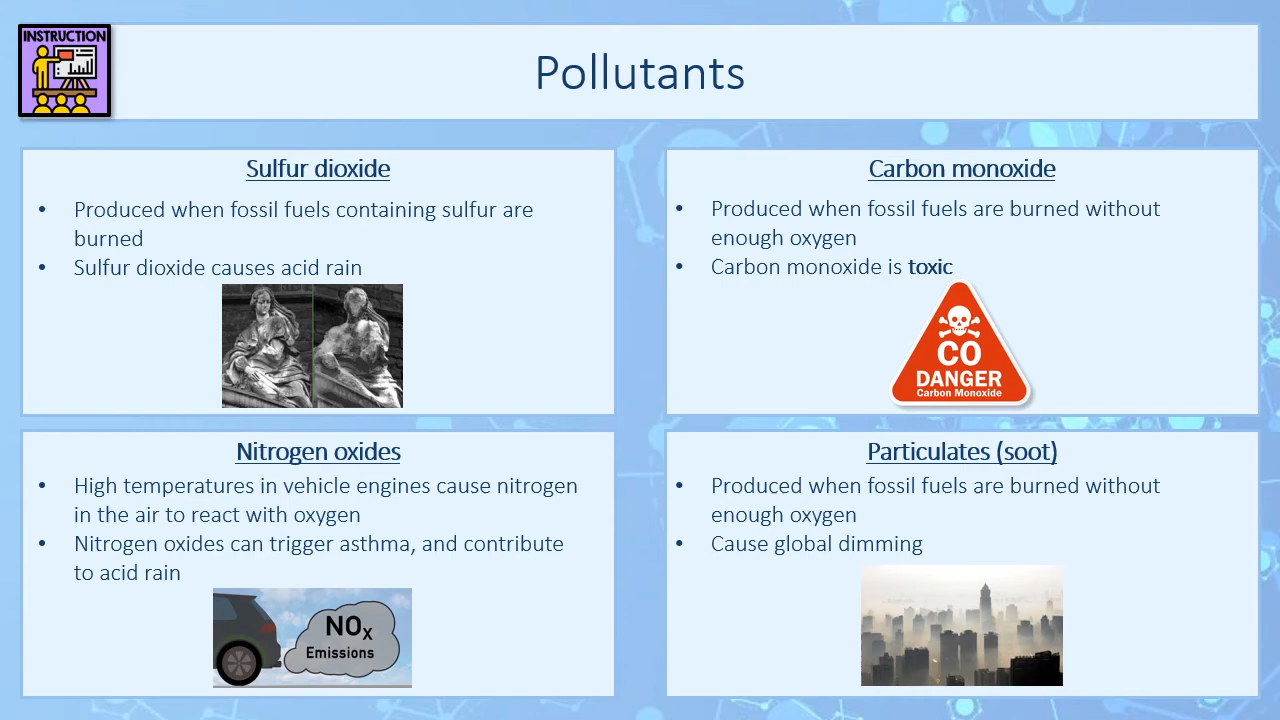 INSTRUCTION
Pollutants
Sulfur dioxide
• Produced when fossil fuels containing sulfur are
burned
• Sulfur dioxide causes acid rain
Carbon monoxide
• Produced when fossil fuels are burned without
enough oxygen
• Carbon monoxide is toxic
CO
DANGER
Carbon Monoxide
Nitrogen oxides
• High temperatures in vehicle engines cause nitrogen
in the air to react with oxygen
• Nitrogen oxides can trigger asthma, and contribute
to acid rain
NOx
Emissions
Particulates (soot)
• Produced when fossil fuels are burned without
enough oxygen
• Cause global dimming